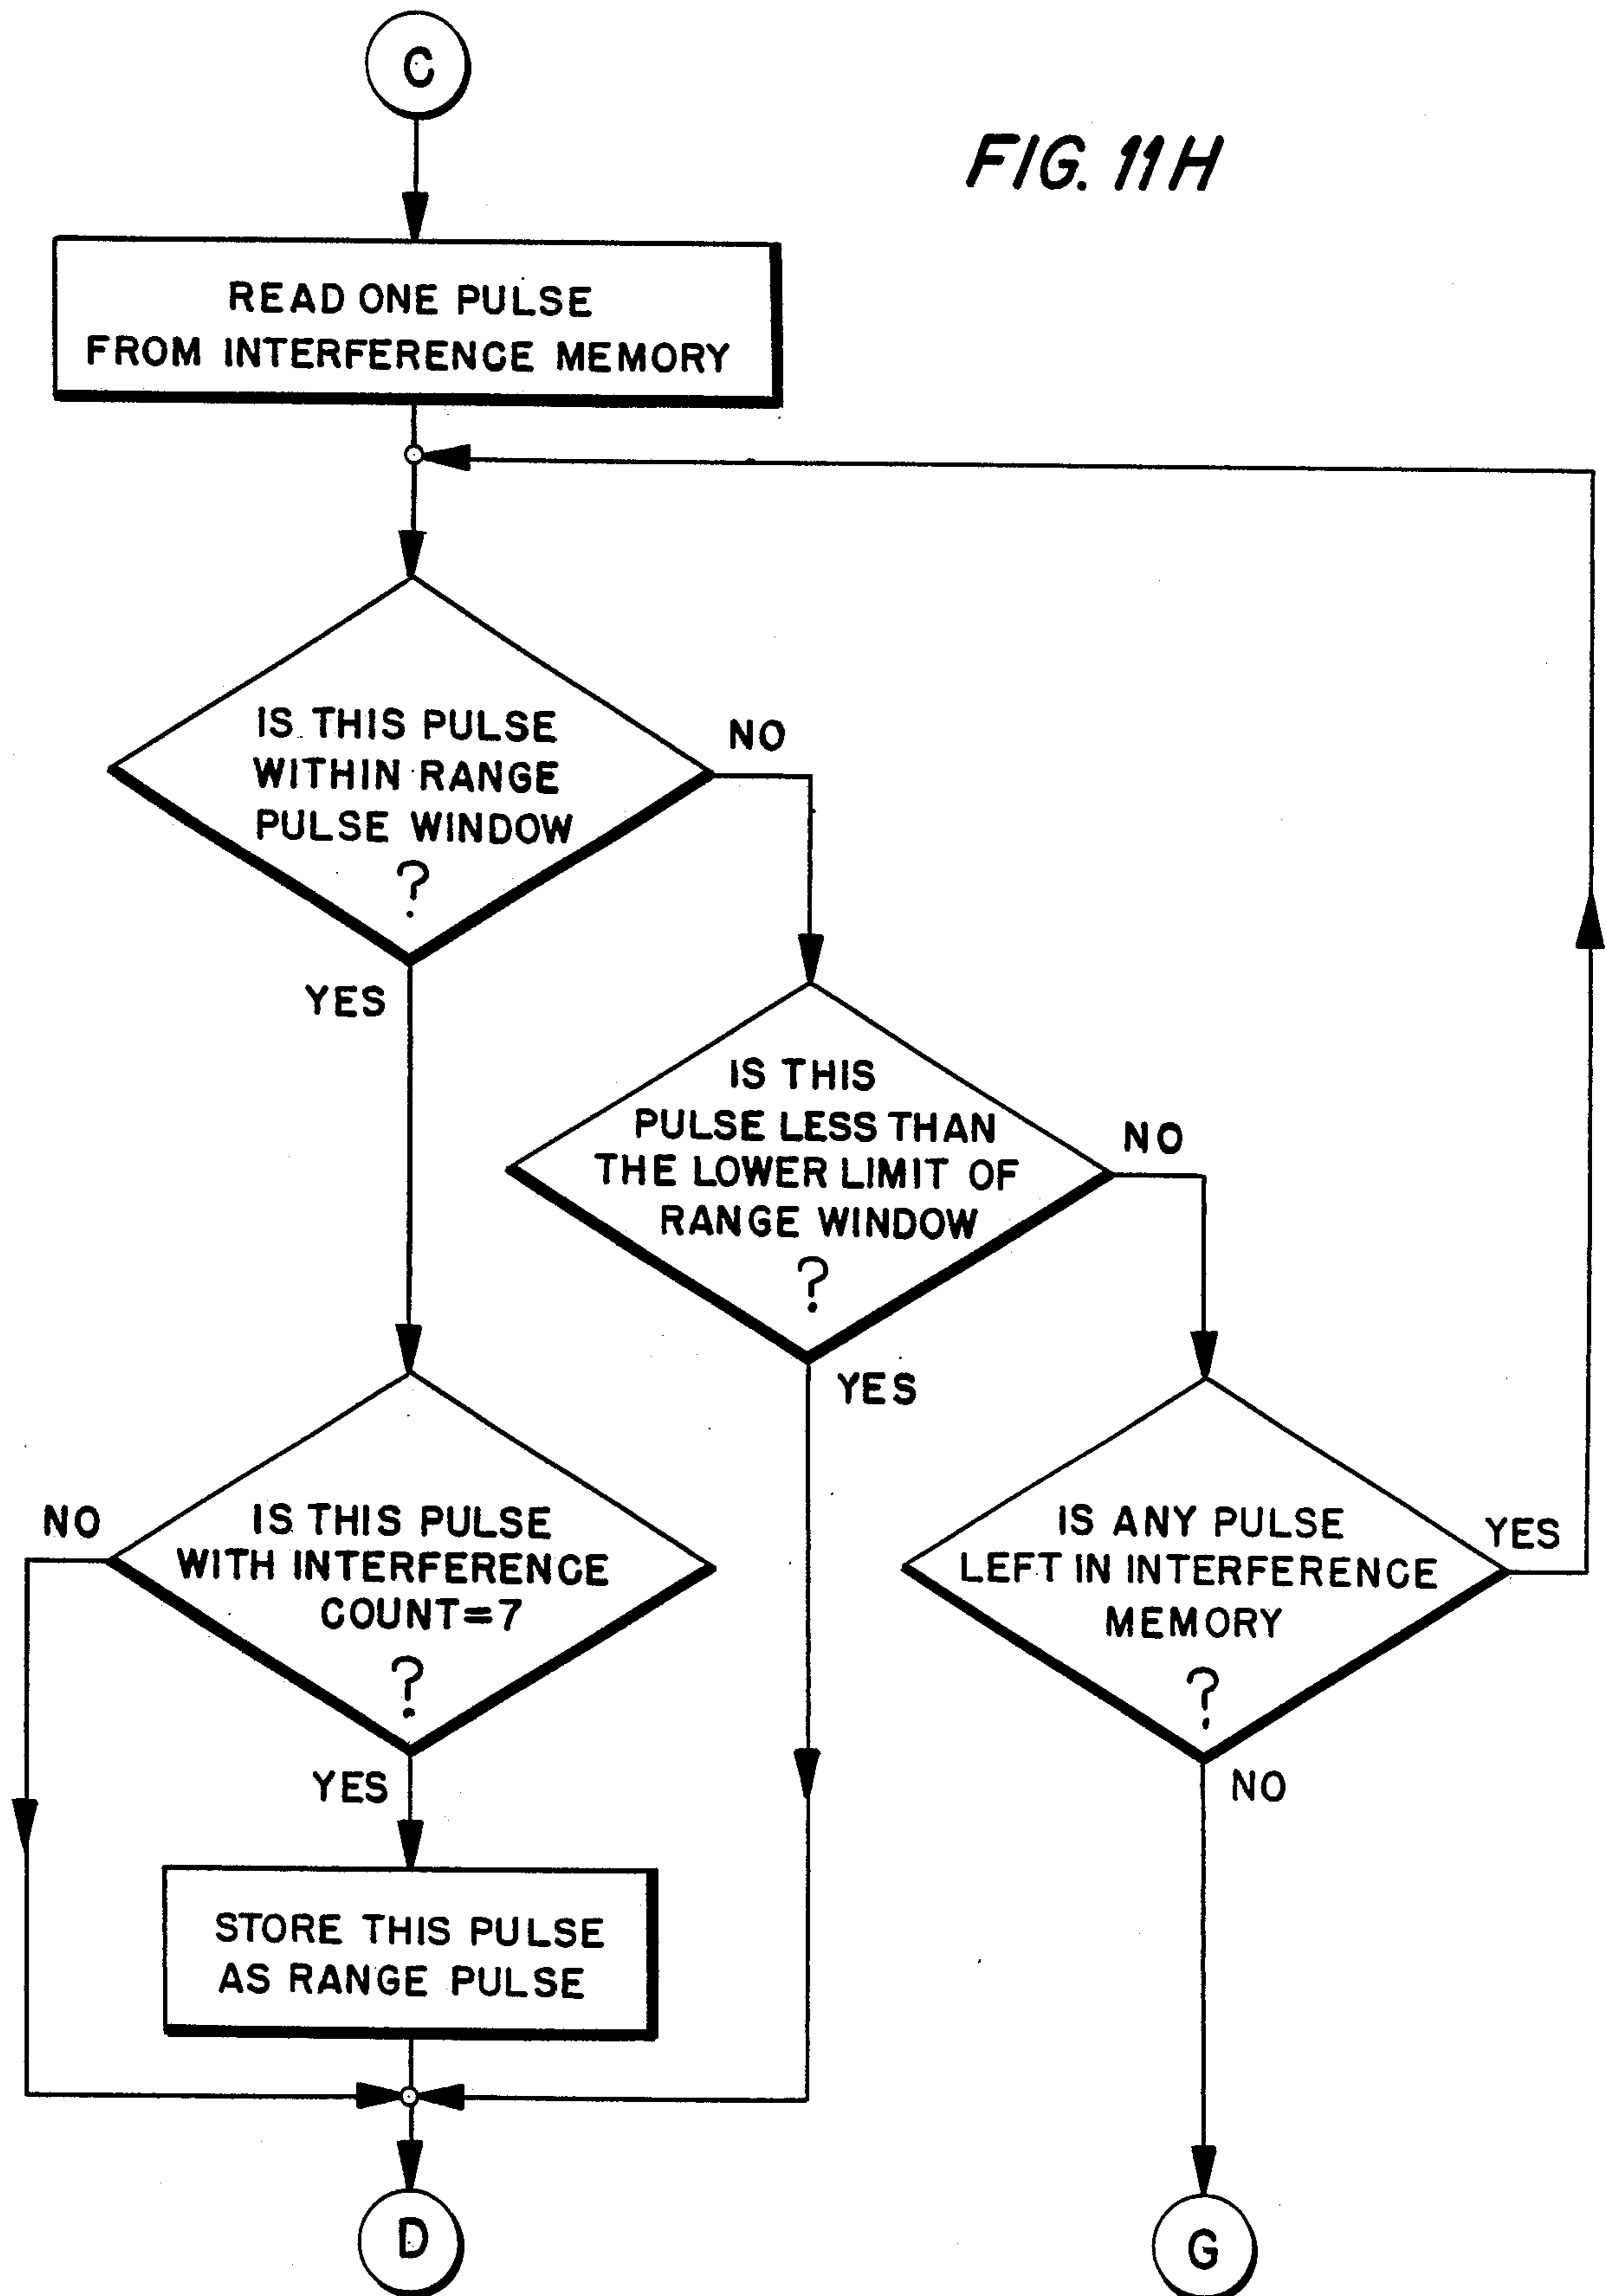 C
FIG. 11H
READ ONE PULSE
FROM INTERFERENCE MEMORY
IS THIS PULSE
WITHIN RANGE
PULSE WINDOW
?
NO
YES
IS THIS
PULSE LESS THAN
THE LOWER LIMIT OF
RANGE WINDOW
?
NO
YES
IS THIS PULSE
WITH INTERFERENCE
COUNT=7
?
NO
YES
IS ANY PULSE
LEFT IN INTERFERENCE
MEMORY
?
YES
NO
STORE THIS PULSE
AS RANGE PULSE
D
G